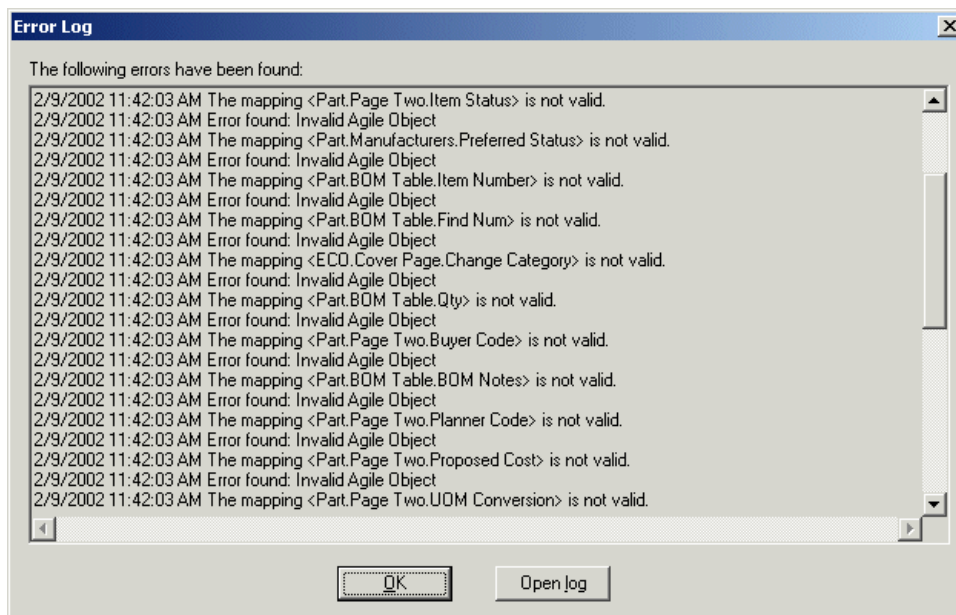 Error Log
The following errors have been found:
2/9/2002 11:42:03 AM The mapping <Part.Page Two.Item Status> is not valid.
2/9/2002 11:42:03 AM Error found: Invalid Agile Object
2/9/2002 11:42:03 AM The mapping <Part.Manufacturers.Preferred Status> is not valid.
2/9/2002 11:42:03 AM Error found: Invalid Agile Object
2/9/2002 11:42:03 AM The mapping <Part.BOM Table.Item Number> is not valid.
2/9/2002 11:42:03 AM Error found: Invalid Agile Object
2/9/2002 11:42:03 AM The mapping <Part.BOM Table.Find Num> is not valid.
2/9/2002 11:42:03 AM Error found: Invalid Agile Object
2/9/2002 11:42:03 AM The mapping <ECO.Cover Page.Change Category> is not valid.
2/9/2002 11:42:03 AM Error found: Invalid Agile Object
2/9/2002 11:42:03 AM The mapping <Part.BOM Table.Qty> is not valid.
2/9/2002 11:42:03 AM Error found: Invalid Agile Object
2/9/2002 11:42:03 AM The mapping <Part.Page Two.Buyer Code> is not valid.
2/9/2002 11:42:03 AM Error found: Invalid Agile Object
2/9/2002 11:42:03 AM The mapping <Part.BOM Table.BOM Notes> is not valid.
2/9/2002 11:42:03 AM Error found: Invalid Agile Object
2/9/2002 11:42:03 AM The mapping <Part.Page Two.Planner Code> is not valid.
2/9/2002 11:42:03 AM Error found: Invalid Agile Object
2/9/2002 11:42:03 AM The mapping <Part.Page Two.Proposed Cost> is not valid.
2/9/2002 11:42:03 AM Error found: Invalid Agile Object
2/9/2002 11:42:03 AM The mapping <Part.Page Two.UOM Conversion> is not valid.
OK
Open log